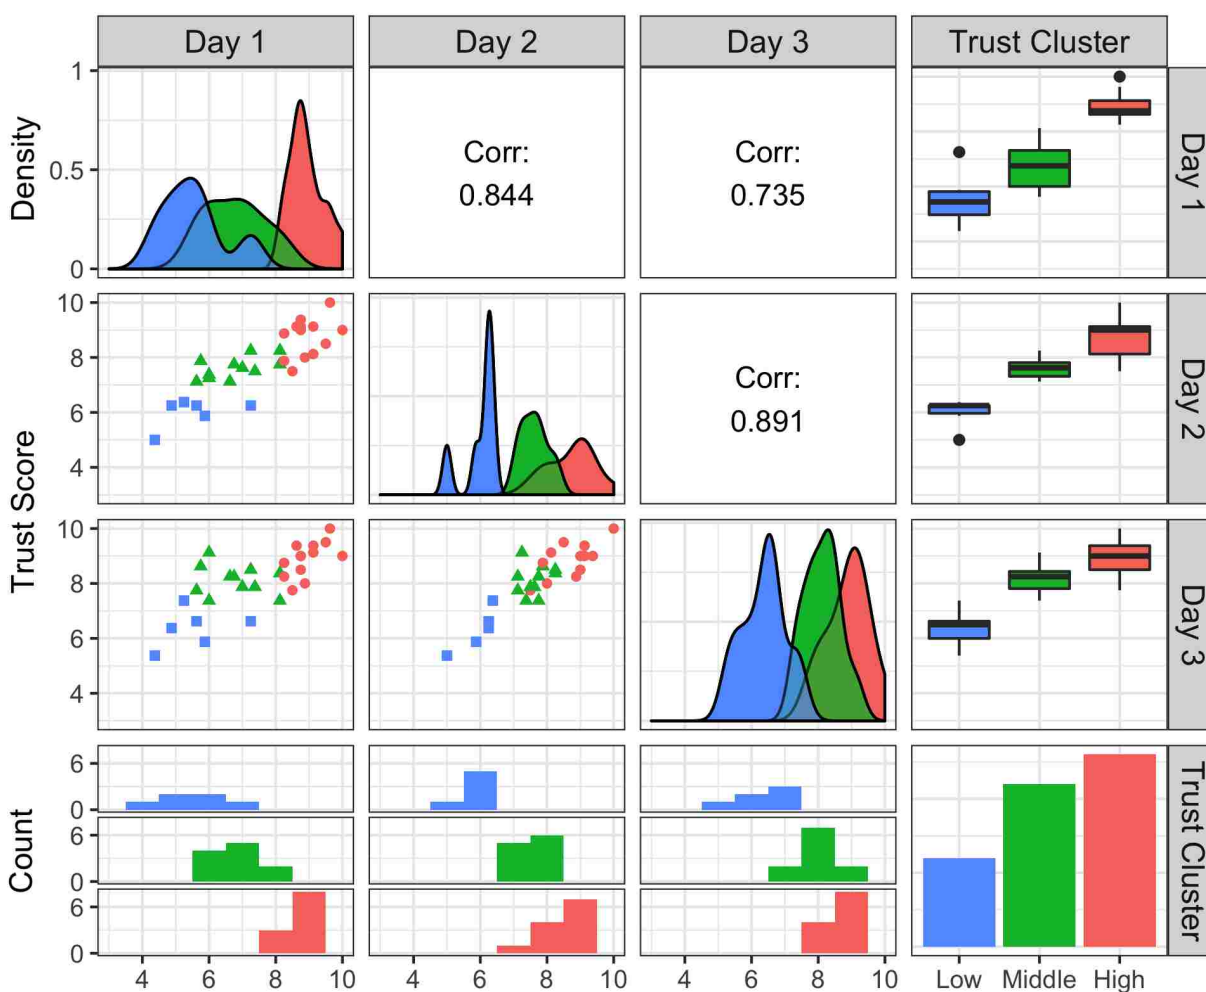 Day 1
Day 2
Day 3
Trust Cluster
Density
1
0.5
0
Corr:
0.844
Corr:
0.735
Day 1
10
8
6
4
Corr:
0.891
Day 2
Trust Score
10
8
6
4
Day 3
Count
6
0
6
0
6
0
Trust Cluster
4 6 8 10
4 6 8 10
4 6 8 10
Low Middle High